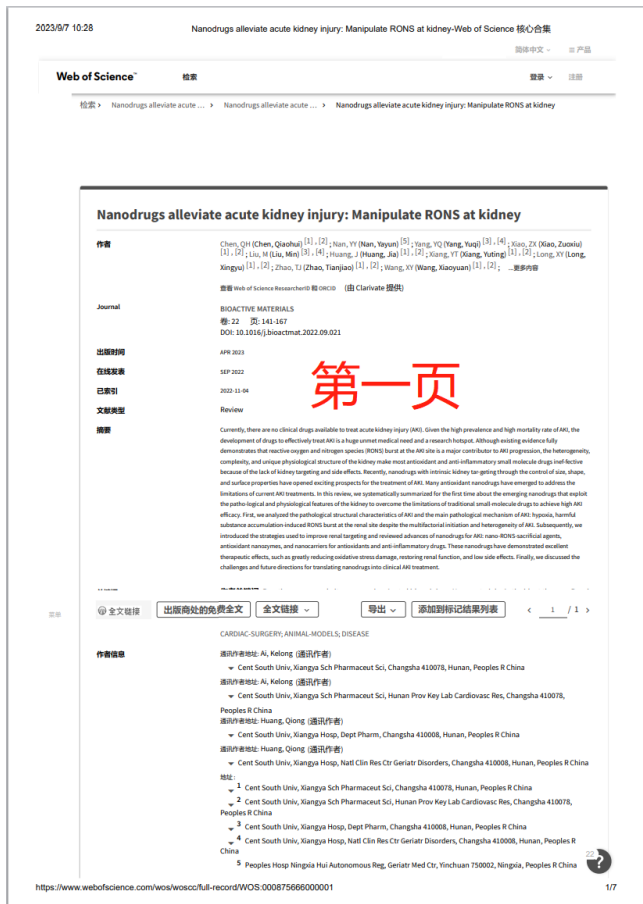 2023/9/7 10:28
Nanodrugs alleviate acute kidney injury: Manipulate RONS at kidney-Web of Science 核心合集
简体中文
产品
Web of Science™
检索
登录
注册
检索 > Nanodrugs alleviate acute … > Nanodrugs alleviate acute … > Nanodrugs alleviate acute kidney injury: Manipulate RONS at kidney
Nanodrugs alleviate acute kidney injury: Manipulate RONS at kidney
作者
Chen, QH (Chen, Qiaohui) [1] , [2] ; Nan, YY (Nan, Yayun) [5] ; Yang, YQ (Yang, Yuqi) [3] , [4] ; Xiao, ZX (Xiao, Zuoxiu)
[1] , [2] ; Liu, M (Liu, Min) [3] , [4] ; Huang, J (Huang, Jia) [1] , [2] ; Xiang, YT (Xiang, Yuting) [1] , [2] ; Long, XY (Long,
Xingyu) [1] , [2] ; Zhao, TJ (Zhao, Tianjiao) [1] , [2] ; Wang, XY (Wang, Xiaoyuan) [1] , [2] ; ...更多内容
查看 Web of Science ResearcherID 和 ORCID (由 Clarivate 提供)
Journal
BIOACTIVE MATERIALS
卷: 22 页: 141-167
DOI: 10.1016/j.bioactmat.2022.09.021
出版时间
APR 2023
在线发表
SEP 2022
已索引
2022-11-04
第一页
文献类型
Review
摘要
Currently, there are no clinical drugs available to treat acute kidney injury (AKI). Given the high prevalence and high mortality rate of AKI, the
development of drugs to effectively treat AKI is a huge unmet medical need and a research hotspot. Although existing evidence fully
demonstrates that reactive oxygen and nitrogen species (RONS) burst at the AKI site is a major contributor to AKI progression, the heterogeneity,
complexity, and unique physiological structure of the kidney make most antioxidant and anti-inflammatory small molecule drugs inef-fective
because of the lack of kidney targeting and side effects. Recently, nanodrugs with intrinsic kidney tar-geting through the control of size, shape,
and surface properties have opened exciting prospects for the treatment of AKI. Many antioxidant nanodrugs have emerged to address the
limitations of current AKI treatments. In this review, we systematically summarized for the first time about the emerging nanodrugs that exploit
the patho-logical and physiological features of the kidney to overcome the limitations of traditional small-molecule drugs to achieve high AKI
efficacy. First, we analyzed the pathological structural characteristics of AKI and the main pathological mechanism of AKI: hypoxia, harmful
substance accumulation-induced RONS burst at the renal site despite the multifactorial initiation and heterogeneity of AKI. Subsequently, we
introduced the strategies used to improve renal targeting and reviewed advances of nanodrugs for AKI: nano-RONS-sacrificial agents,
antioxidant nanozymes, and nanocarriers for antioxidants and anti-inflammatory drugs. These nanodrugs have demonstrated excellent
therapeutic effects, such as greatly reducing oxidative stress damage, restoring renal function, and low side effects. Finally, we discussed the
challenges and future directions for translating nanodrugs into clinical AKI treatment.
全文链接
出版商处的免费全文
全文链接
导出
添加到标记结果列表
< 1 / 1 >
CARDIAC-SURGERY; ANIMAL-MODELS; DISEASE
作者信息
通讯作者地址: Ai, Kelong (通讯作者)
Cent South Univ, Xiangya Sch Pharmaceut Sci, Changsha 410078, Hunan, Peoples R China
通讯作者地址: Ai, Kelong (通讯作者)
Cent South Univ, Xiangya Sch Pharmaceut Sci, Hunan Prov Key Lab Cardiovasc Res, Changsha 410078,
Peoples R China
通讯作者地址: Huang, Qiong (通讯作者)
Cent South Univ, Xiangya Hosp, Dept Pharm, Changsha 410008, Hunan, Peoples R China
通讯作者地址: Huang, Qiong (通讯作者)
Cent South Univ, Xiangya Hosp, Natl Clin Res Ctr Geriatr Disorders, Changsha 410008, Hunan, Peoples R China
地址 :
1 Cent South Univ, Xiangya Sch Pharmaceut Sci, Changsha 410078, Hunan, Peoples R China
2 Cent South Univ, Xiangya Sch Pharmaceut Sci, Hunan Prov Key Lab Cardiovasc Res, Changsha 410078,
Peoples R China
3 Cent South Univ, Xiangya Hosp, Dept Pharm, Changsha 410008, Hunan, Peoples R China
4 Cent South Univ, Xiangya Hosp, Natl Clin Res Ctr Geriatr Disorders, Changsha 410008, Hunan, Peoples R
China
5 Peoples Hosp Ningxia Hui Autonomous Reg, Geriatr Med Ctr, Yinchuan 750002, Ningxia, Peoples R China
22
?
https://www.webofscience.com/wos/woscc/full-record/WOS:000875666000001
1/7